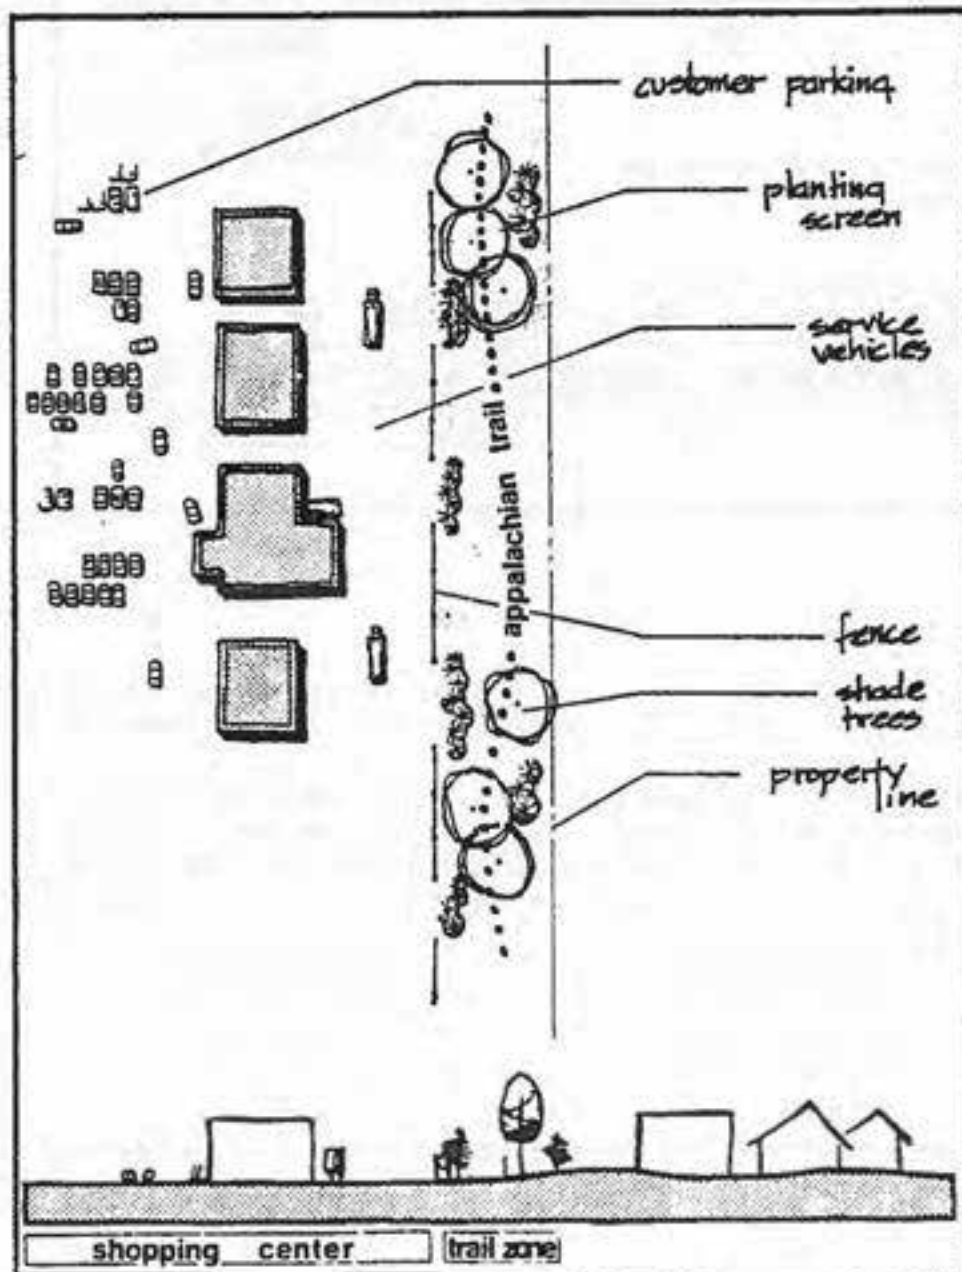 customer parking
planting
screen
service
vehicles
appalachian trail
fence
shade
trees
property
line
shopping center
trail zone